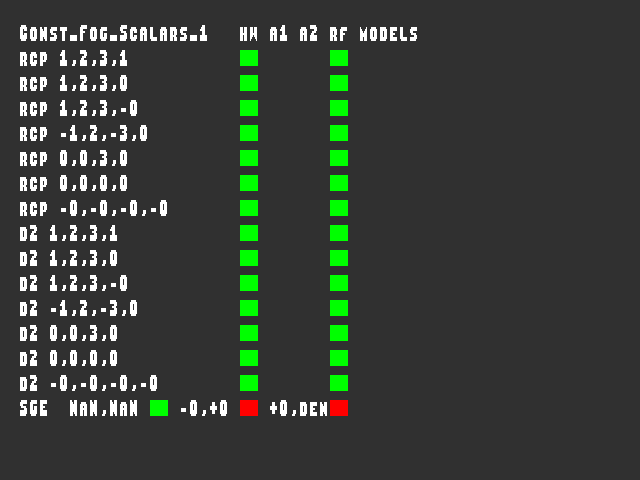 Const_Fog_Scalars_1 HW A1 A2 RF MODELS
RCP 1,2,3,1
RCP 1,2,3,0
RCP 1,2,3,-0
RCP -1,2,-3,0
RCP 0,0,3,0
RCP 0,0,0,0
RCP -0,-0,-0,-0
D2 1,2,3,1
D2 1,2,3,0
D2 1,2,3,-0
D2 -1,2,-3,0
D2 0,0,3,0
D2 0,0,0,0
D2 -0,-0,-0,-0
SGE NAN,NAN -0,+0 +0,DEN